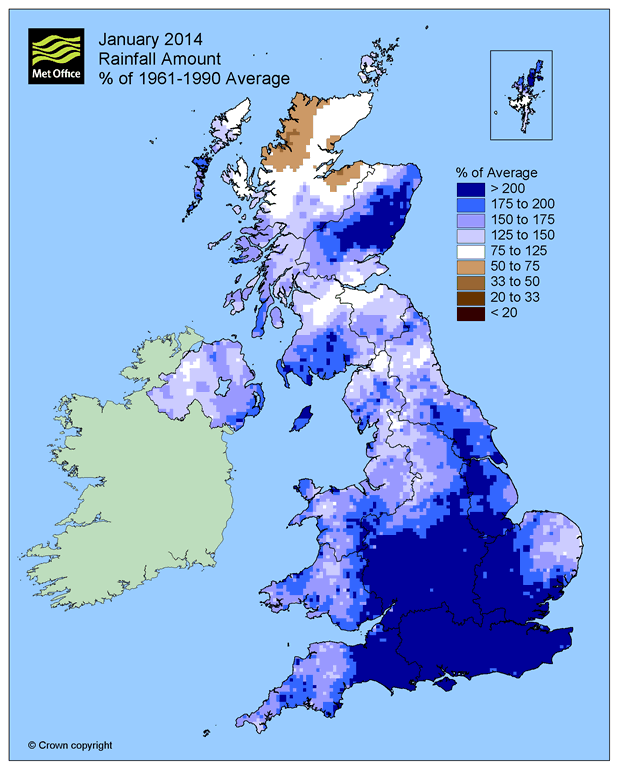 January 2014
Rainfall Amount
% of 1961-1990 Average
Met Office
% of Average
> 200
175 to 200
150 to 175
125 to 150
75 to 125
50 to 75
33 to 50
20 to 33
< 20
© Crown copyright